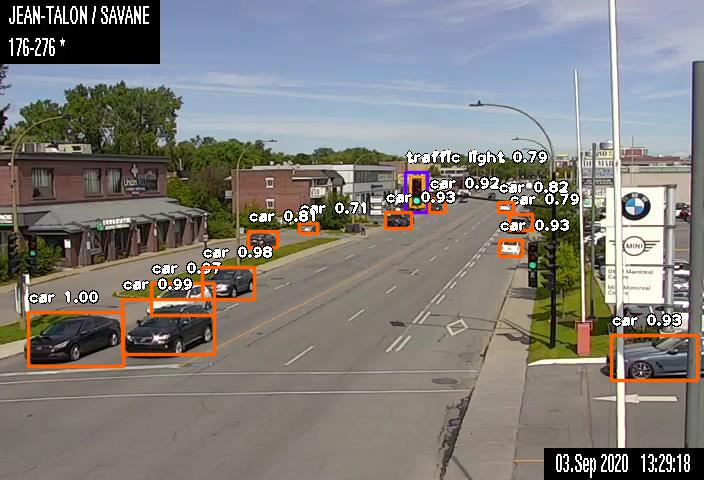 JEAN-TALON / SAVANE
176-276 *
traffic light 0.79
car 0.92
car 0.82
car 0.93
car 0.79
car 0.81
car 0.71
car 0.93
car 0.98
car 0.97
car 0.99
car 1.00
BMW
MINI
car 0.93
03.Sep 2020 13:29:18